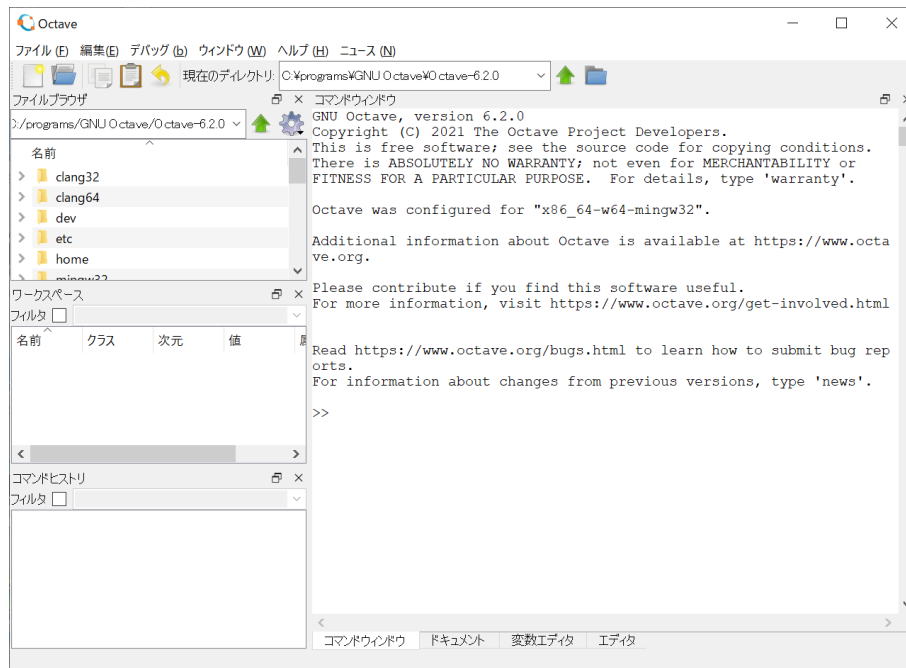 Octave
ファイル (F) 編集(E) デバッグ (b) ウィンドウ (W) ヘルプ (H) ニュース (N)
現在のディレクトリ: C:¥programs¥GNU Octave¥Octave-6.2.0
ファイルブラウザ
:/programs/GNU Octave/Octave-6.2.0
名前
clang32
clang64
dev
etc
home
mingw32
ワークスペース
フィルタ
名前 クラス 次元 値
コマンドヒストリ
フィルタ
コマンドウィンドウ
GNU Octave, version 6.2.0
Copyright (C) 2021 The Octave Project Developers.
This is free software; see the source code for copying conditions.
There is ABSOLUTELY NO WARRANTY; not even for MERCHANTABILITY or
FITNESS FOR A PARTICULAR PURPOSE.  For details, type 'warranty'.
Octave was configured for "x86_64-w64-mingw32".
Additional information about Octave is available at https://www.octa
ve.org.
Please contribute if you find this software useful.
For more information, visit https://www.octave.org/get-involved.html
Read https://www.octave.org/bugs.html to learn how to submit bug rep
orts.
For information about changes from previous versions, type 'news'.
>>
コマンドウィンドウ ドキュメント 変数エディタ エディタ